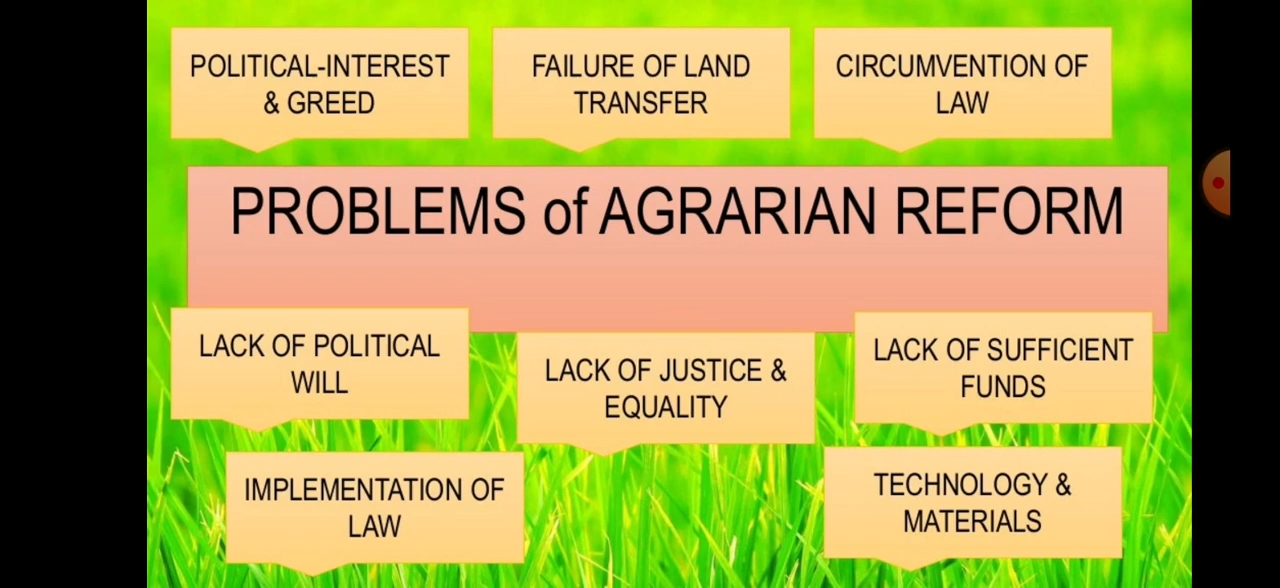 POLITICAL-INTEREST
& GREED
FAILURE OF LAND
TRANSFER
CIRCUMVENTION OF
LAW
PROBLEMS of AGRARIAN REFORM
LACK OF POLITICAL
WILL
LACK OF JUSTICE &
EQUALITY
LACK OF SUFFICIENT
FUNDS
IMPLEMENTATION OF
LAW
TECHNOLOGY &
MATERIALS